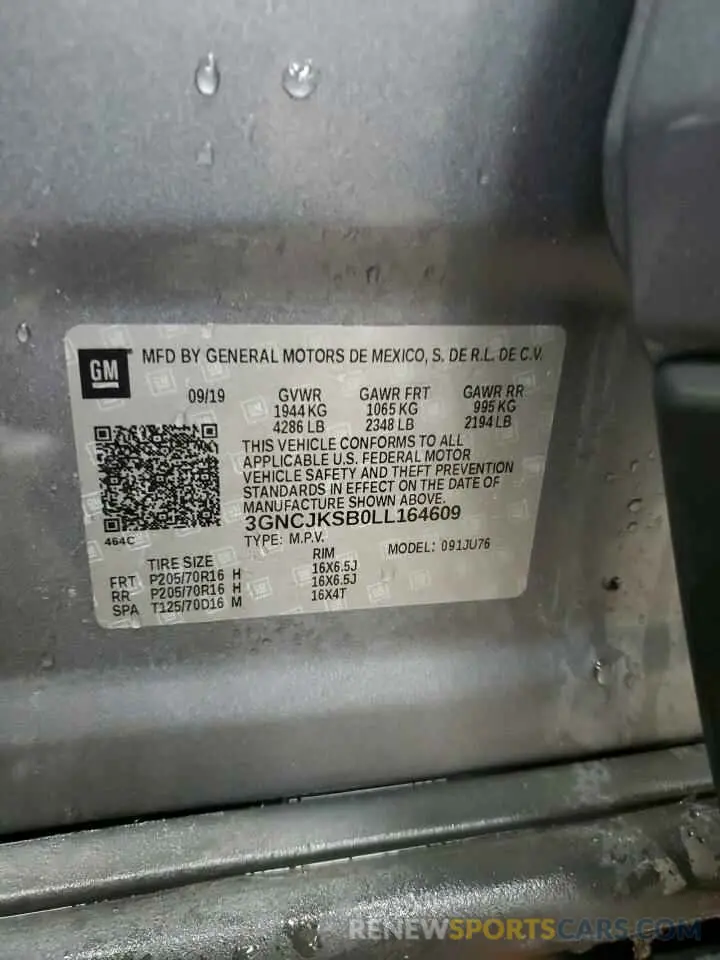 GM MFD BY GENERAL MOTORS DE MEXICO, S. DE R.L. DE C.V.
09/19 GVWR GAWR FRT GAWR RR
1944 KG 1065 KG 995 KG
4286 LB 2348 LB 2194 LB
THIS VEHICLE CONFORMS TO ALL
APPLICABLE U.S. FEDERAL MOTOR
VEHICLE SAFETY AND THEFT PREVENTION
STANDARDS IN EFFECT ON THE DATE OF
MANUFACTURE SHOWN ABOVE.
3GNCJKSB0LL164609
464C
TYPE: M.P.V. MODEL: 091JU76
TIRE SIZE RIM
FRT P205/70R16 H 16X6.5J
RR P205/70R16 H 16X6.5J
SPA T125/70D16 M 16X4T
RENEWSPORTSCARS.COM